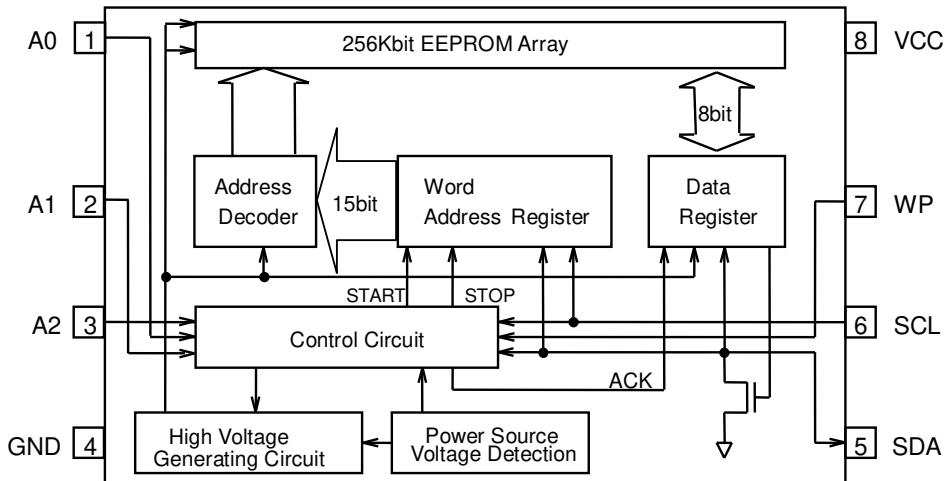 A0 1 256Kbit EEPROM Array 8 VCC
8bit
A1 2 Address Decoder 15bit Word Address Register Data Register 7 WP
START STOP
A2 3 Control Circuit 6 SCL
ACK
GND 4 High Voltage Generating Circuit Power Source Voltage Detection 5 SDA